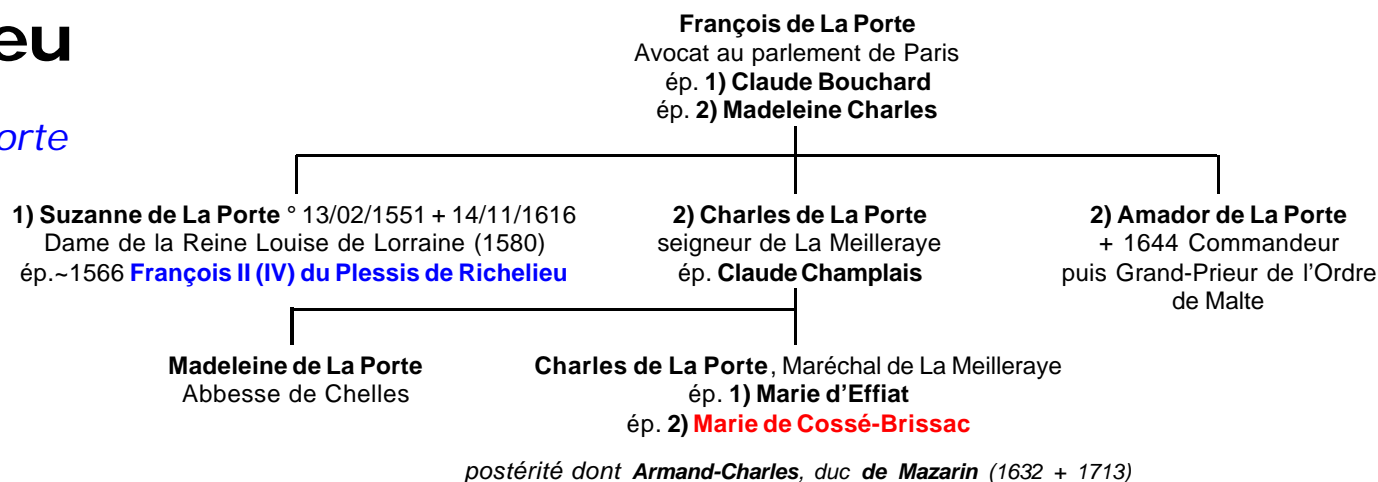 eu
orte
François de La Porte
Avocat au parlement de Paris
ép. 1) Claude Bouchard
ép. 2) Madeleine Charles
1) Suzanne de La Porte ° 13/02/1551 + 14/11/1616
Dame de la Reine Louise de Lorraine (1580)
ép.~1566 François II (IV) du Plessis de Richelieu
2) Charles de La Porte
seigneur de La Meilleraye
ép. Claude Champlais
2) Amador de La Porte
+ 1644 Commandeur
puis Grand-Prieur de l'Ordre
de Malte
Madeleine de La Porte
Abbesse de Chelles
Charles de La Porte, Maréchal de La Meilleraye
ép. 1) Marie d'Effiat
ép. 2) Marie de Cossé-Brissac
postérité dont Armand-Charles, duc de Mazarin (1632 + 1713)